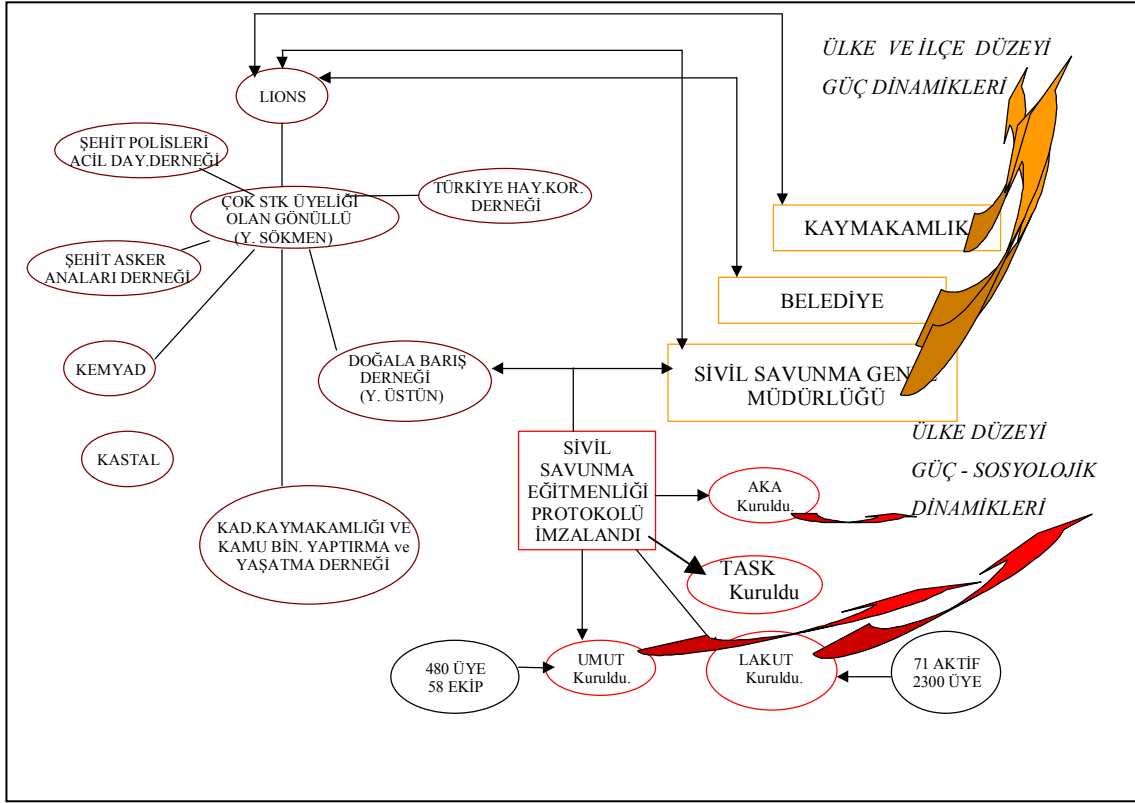 ÜLKE VE İLÇE DÜZEYİ
GÜÇ DİNAMİKLERİ
LIONS
ŞEHİT POLİSLERİ
ACİL DAY.DERNEĞİ
TÜRKİYE HAY.KOR.
DERNEĞİ
ÇOK STK ÜYELİĞİ
OLAN GÖNÜLLÜ
(Y. SÖKMEN)
KAYMAKAMLIK
ŞEHİT ASKER
ANALARI DERNEĞİ
BELEDİYE
KEMYAD
DOĞALA BARIŞ
DERNEĞİ
(Y. ÜSTÜN)
SİVİL SAVUNMA GENEL
MÜDÜRLÜĞÜ
KASTAL
SİVİL
SAVUNMA
EĞİTMENLİĞİ
PROTOKOLÜ
İMZALANDI
ÜLKE DÜZEYİ
GÜÇ - SOSYOLOJİK
DİNAMİKLERİ
AKA
Kuruldu.
KAD.KAYMAKAMLIĞI VE
KAMU BİN. YAPTIRMA ve
YAŞATMA DERNEĞİ
TASK
Kuruldu
480 ÜYE
58 EKİP
UMUT
Kuruldu.
LAKUT
Kuruldu.
71 AKTİF
2300 ÜYE